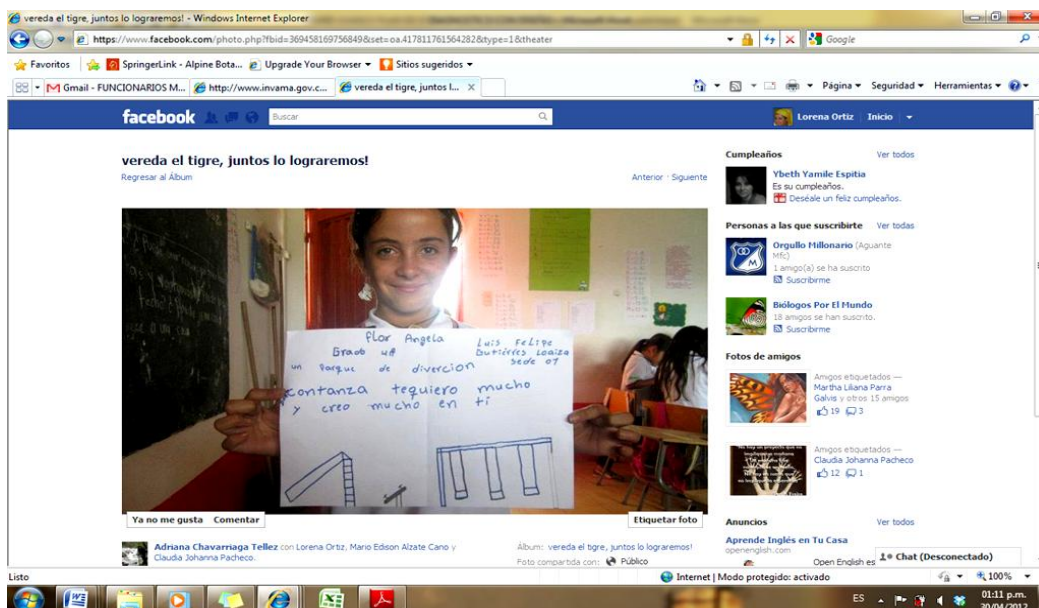 vereda el tigre, juntos lo lograremos! - Windows Internet Explorer
https://www.facebook.com/photo.php?fbid=369458169756849&set=oa.417811761564282&type=1&theater
Google
Favoritos
SpringerLink - Alpine Bota...
Upgrade Your Browser
Sitios sugeridos
Gmail - FUNCIONARIOS M...
http://www.invama.gov.c...
vereda el tigre, juntos l...
Página
Seguridad
Herramientas
facebook
Buscar
Lorena Ortiz
Inicio
vereda el tigre, juntos lo lograremos!
Regresar al Álbum
Anterior · Siguiente
flor Angela
Luis Felipe
Grado 4#
Gutiérres Loaiza
sede 07
un Parque de divercion
contanza tequiero mucho
y creo mucho en ti
Ya no me gusta Comentar
Etiquetar foto
Adriana Chavarriaga Tellez con Lorena Ortiz, Mario Edison Alzate Cano y
Claudia Johanna Pacheco.
Álbum: vereda el tigre, juntos lo lograremos!
Foto compartida con: Público
Cumpleaños
Ver todos
Ybeth Yamile Espitia
Es su cumpleaños.
Deséale un feliz cumpleaños.
Personas a las que suscribirte
Ver todas
Orgullo Millonario (Aguante
Mfc)
1 amigo(a) se ha suscrito
Suscribirme
Biólogos Por El Mundo
18 amigos se han suscrito.
Suscribirme
Fotos de amigos
Amigos etiquetados —
Martha Liliana Parra
Galvis y otros 15 amigos
19 3
Amigos etiquetados —
Claudia Johanna Pacheco
12 1
Anuncios
Ver todos
Aprende Inglés en Tu Casa
openenglish.com
Open English es
Chat (Desconectado)
Listo
Internet | Modo protegido: activado
100%
ES
01:11 p.m.
30/04/2012